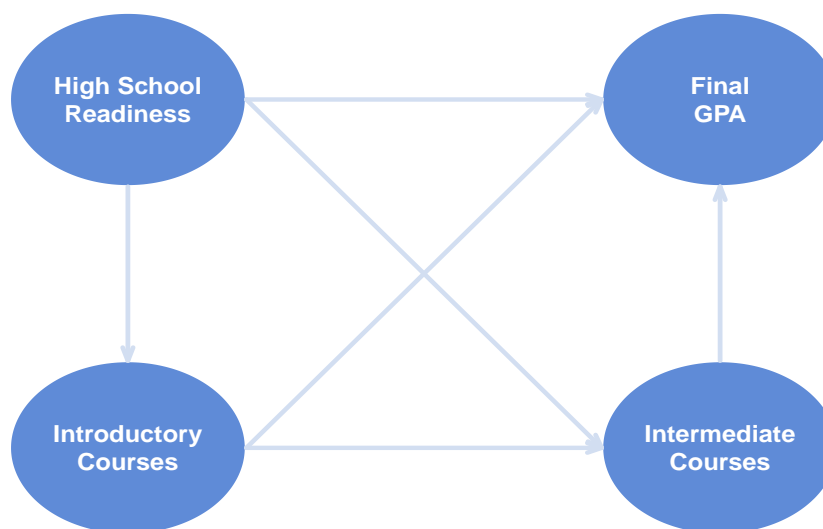 High School
Readiness
Final
GPA
Introductory
Courses
Intermediate
Courses